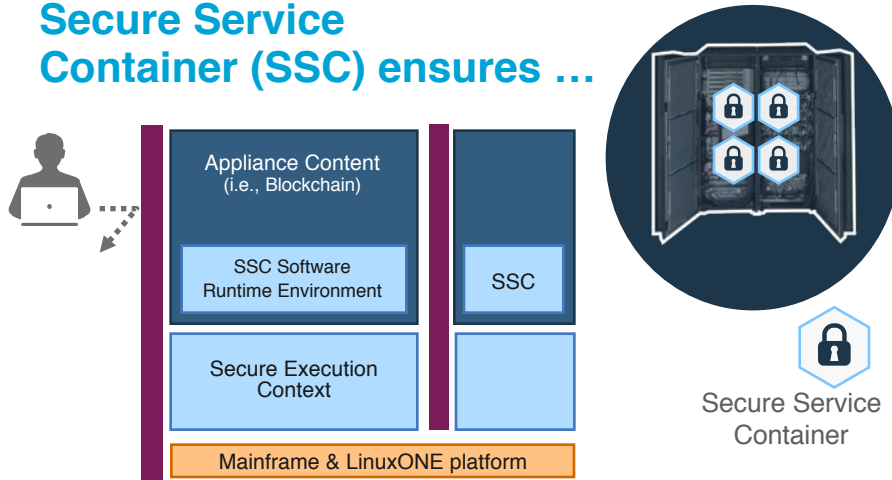 Secure Service
Container (SSC) ensures …
Appliance Content
(i.e., Blockchain)
SSC Software
Runtime Environment
SSC
Secure Execution
Context
Mainframe & LinuxONE platform
Secure Service
Container